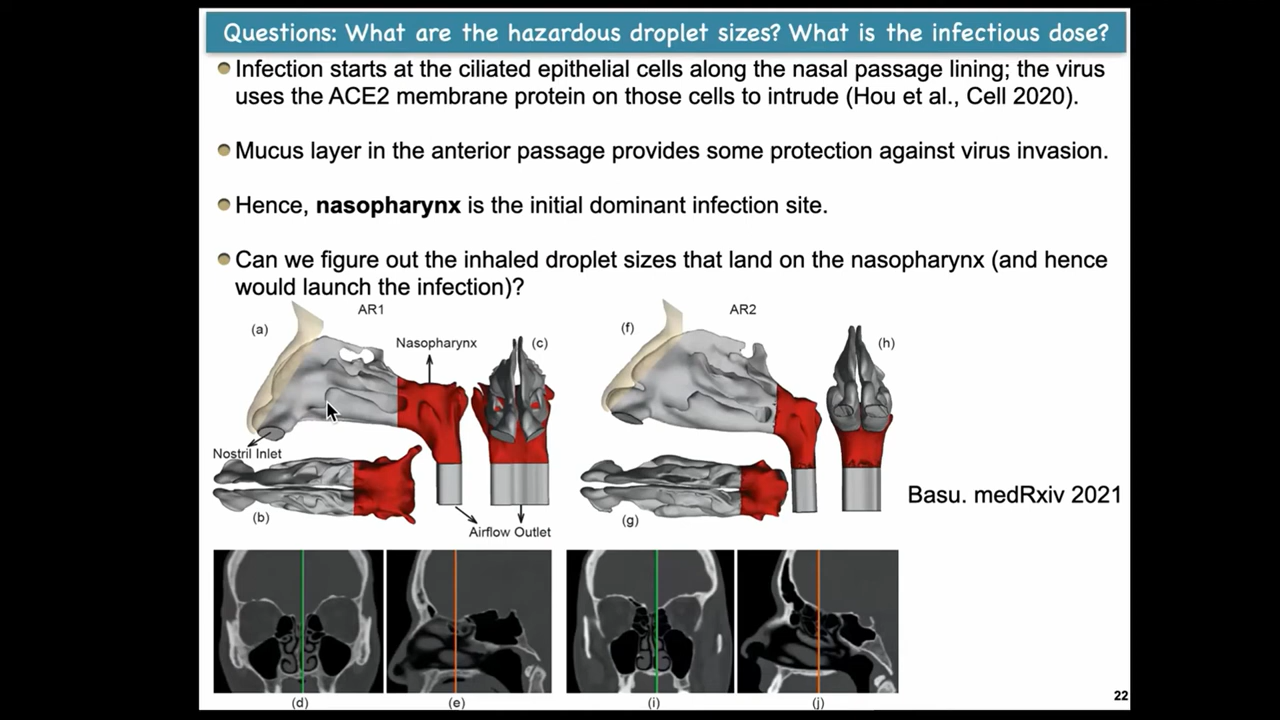 Questions: What are the hazardous droplet sizes? What is the infectious dose?
Infection starts at the ciliated epithelial cells along the nasal passage lining; the virus
uses the ACE2 membrane protein on those cells to intrude (Hou et al., Cell 2020).
Mucus layer in the anterior passage provides some protection against virus invasion.
Hence, nasopharynx is the initial dominant infection site.
Can we figure out the inhaled droplet sizes that land on the nasopharynx (and hence
would launch the infection)?
AR1
(a)
Nasopharynx
(c)
Nostril Inlet
(b)
Airflow Outlet
AR2
(f)
(h)
(g)
Basu. medRxiv 2021
(d)
(e)
(i)
(j)
22